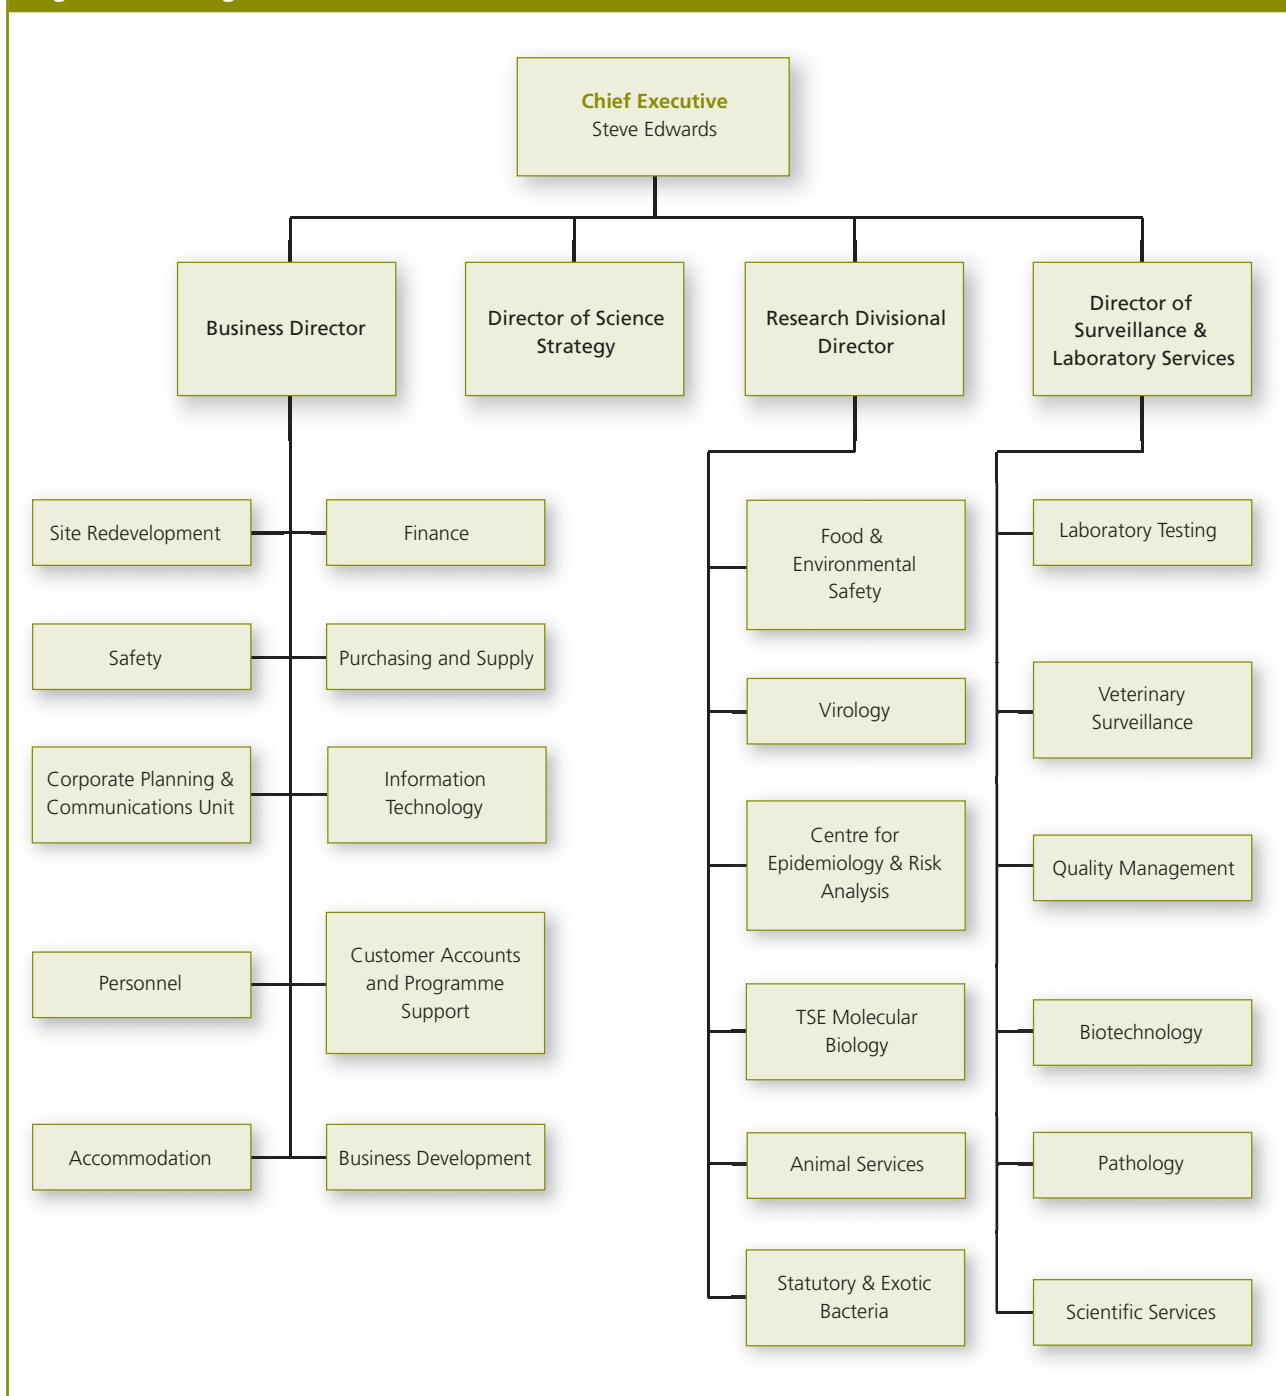 Chief Executive
Steve Edwards
Business Director
Director of Science
Strategy
Research Divisional
Director
Director of
Surveillance &
Laboratory Services
Site Redevelopment
Finance
Safety
Purchasing and Supply
Corporate Planning &
Communications Unit
Information
Technology
Personnel
Customer Accounts
and Programme
Support
Accommodation
Business Development
Food &
Environmental
Safety
Virology
Centre for
Epidemiology & Risk
Analysis
TSE Molecular
Biology
Animal Services
Statutory & Exotic
Bacteria
Laboratory Testing
Veterinary
Surveillance
Quality Management
Biotechnology
Pathology
Scientific Services